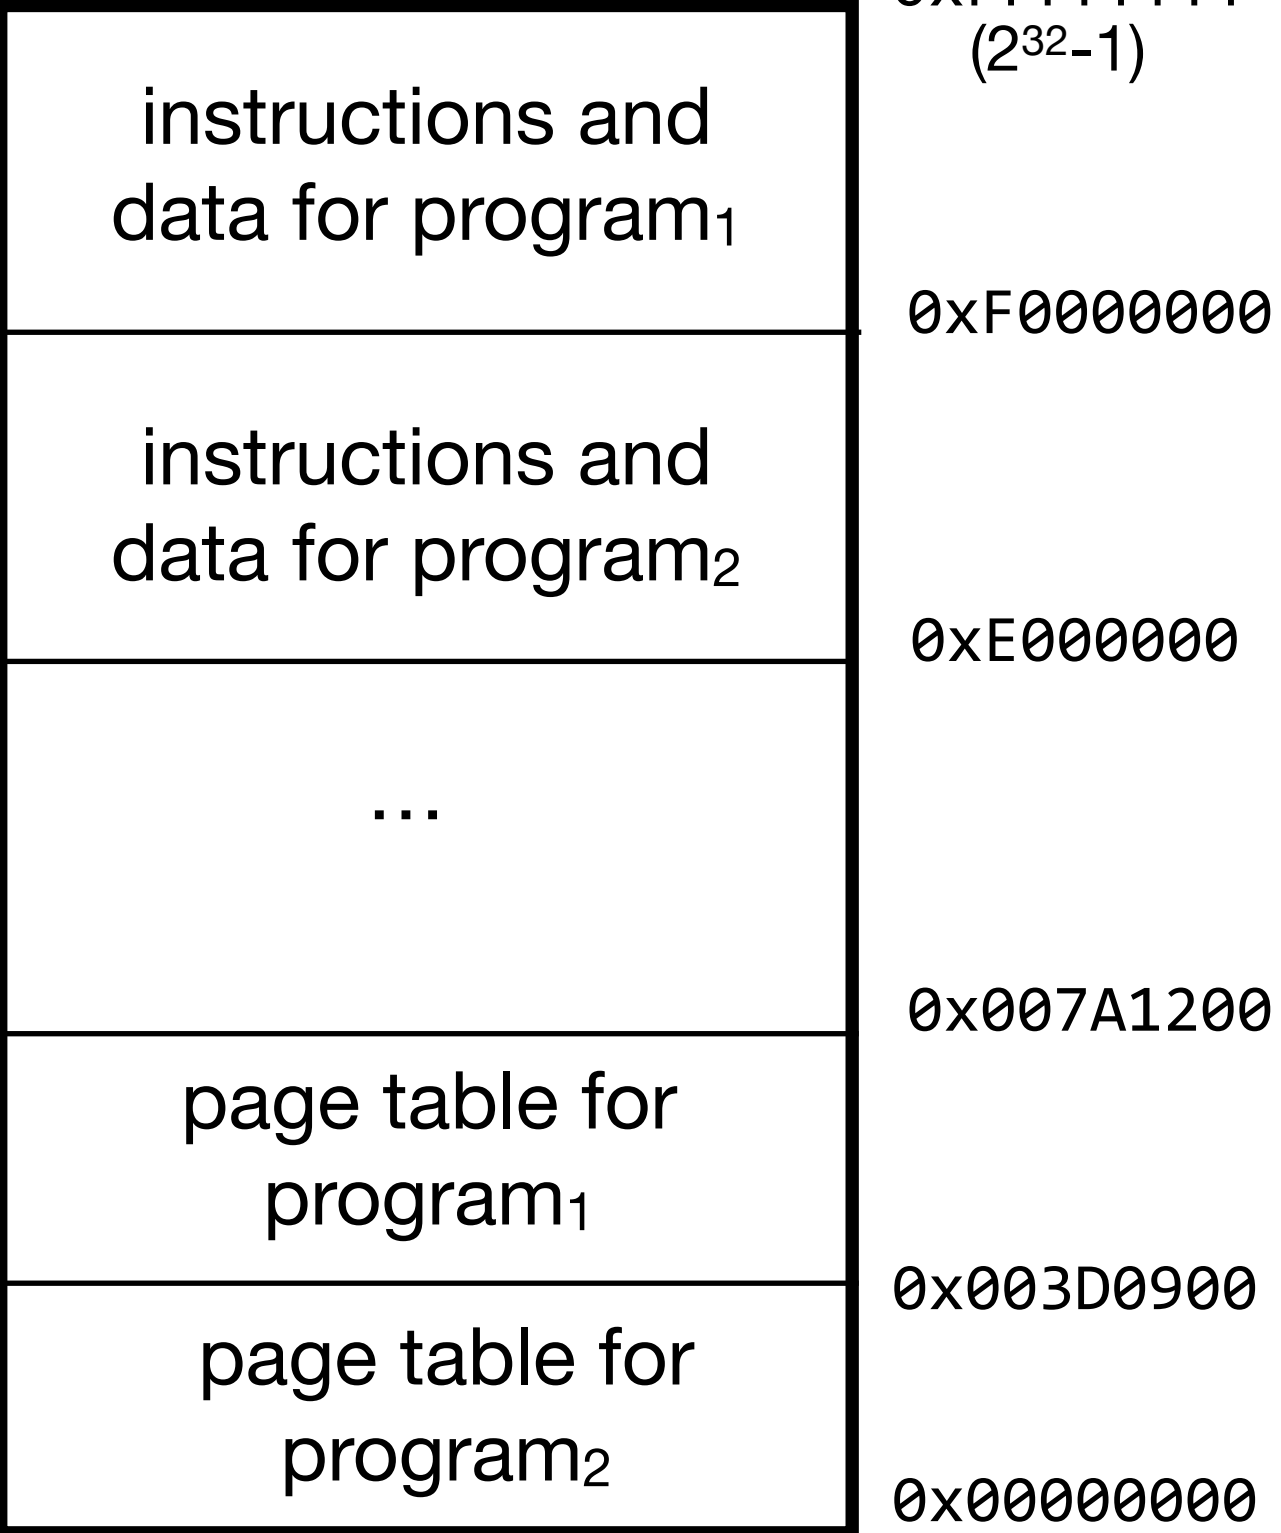 (2³²-1)
instructions and
data for program₁
0xF0000000
instructions and
data for program₂
0xE000000
...
0x007A1200
page table for
program₁
0x003D0900
page table for
program₂
0x00000000